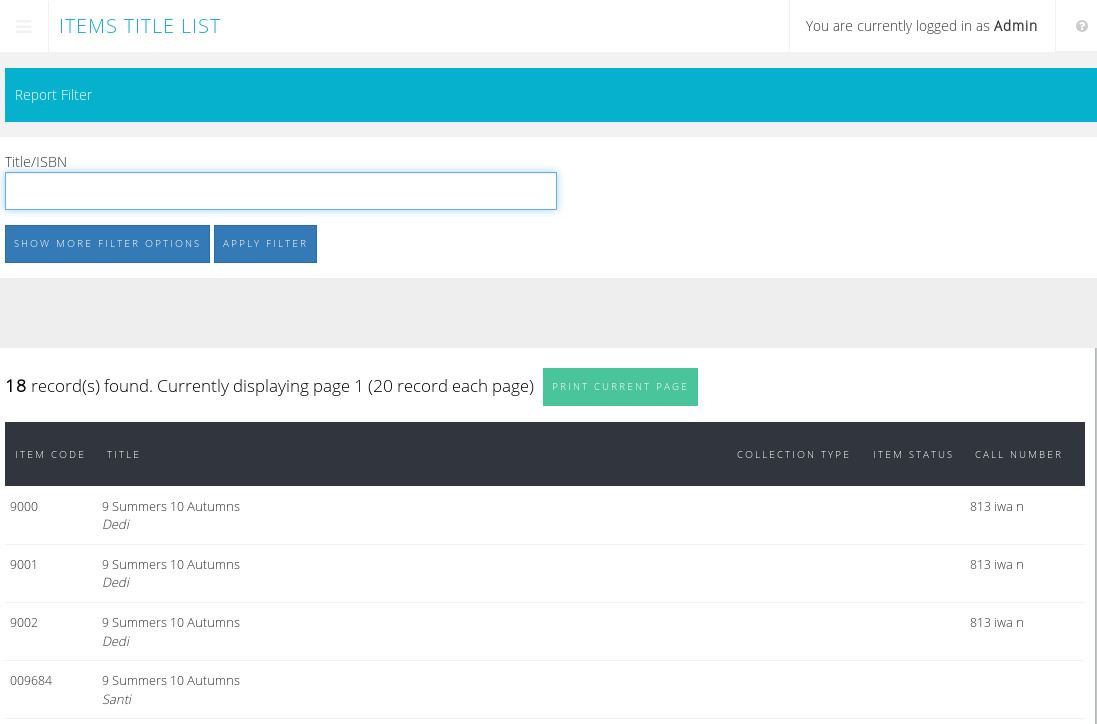 ITEMS TITLE LIST
You are currently logged in as Admin
Report Filter
Title/ISBN
SHOW MORE FILTER OPTIONS APPLY FILTER
18 record(s) found. Currently displaying page 1 (20 record each page) PRINT CURRENT PAGE
ITEM CODE TITLE COLLECTION TYPE ITEM STATUS CALL NUMBER
9000 9 Summers 10 Autumns 813 iwa n
Dedi
9001 9 Summers 10 Autumns 813 iwa n
Dedi
9002 9 Summers 10 Autumns 813 iwa n
Dedi
009684 9 Summers 10 Autumns
Santi